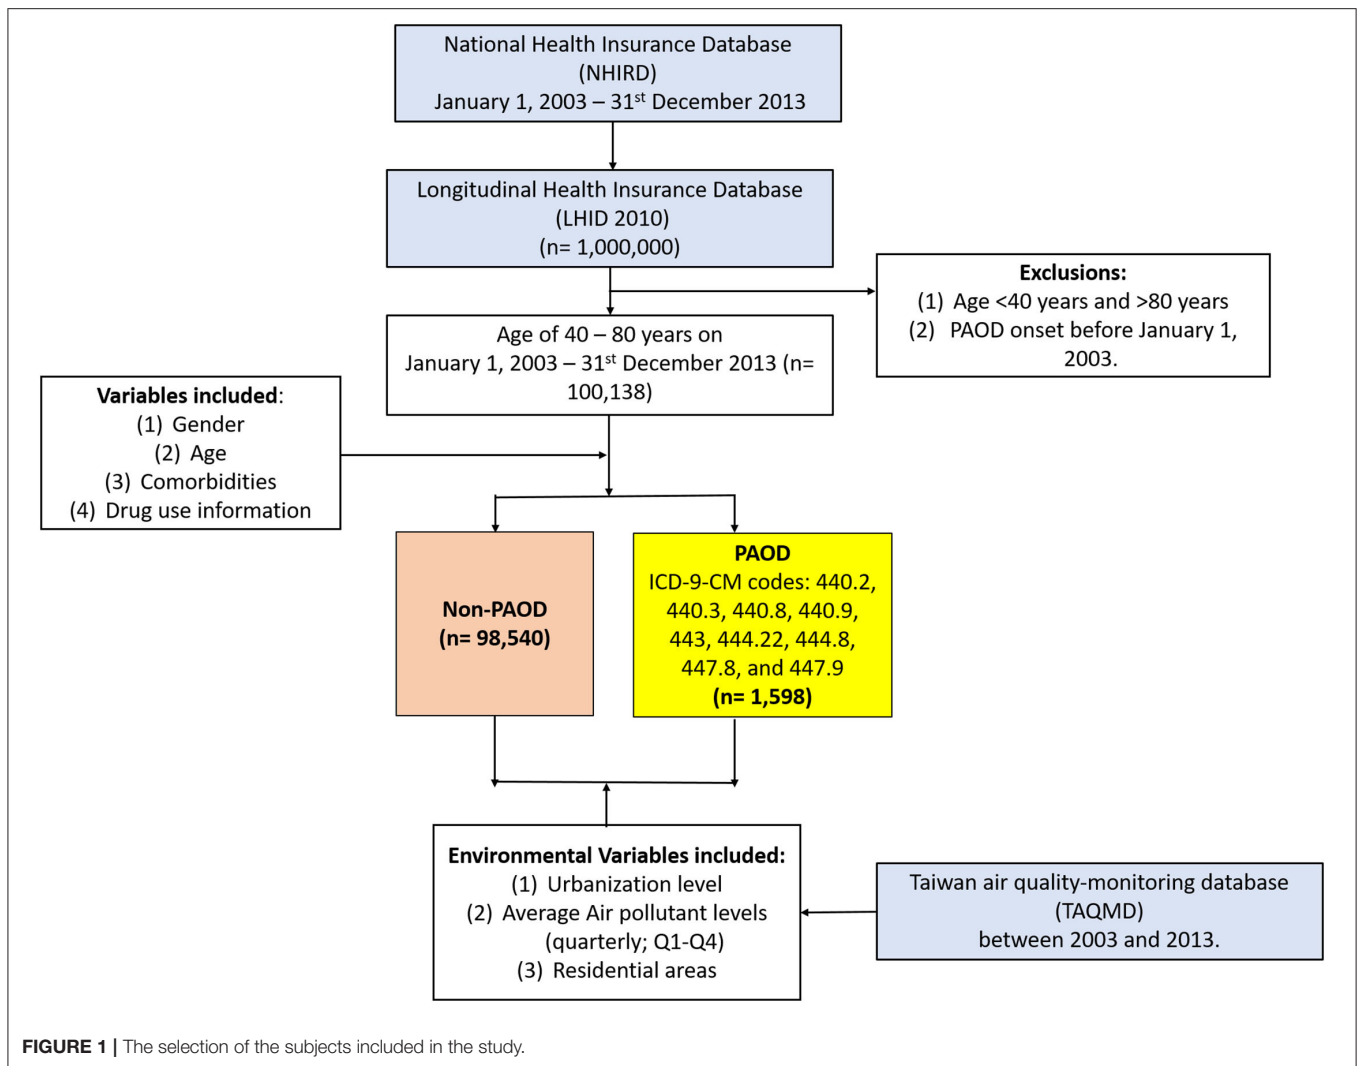 National Health Insurance Database
(NHIRD)
January 1, 2003 – 31st December 2013
Longitudinal Health Insurance Database
(LHID 2010)
(n= 1,000,000)
Exclusions:
(1) Age <40 years and >80 years
(2) PAOD onset before January 1,
2003.
Age of 40 – 80 years on
January 1, 2003 – 31st December 2013 (n=
100,138)
Variables included:
(1) Gender
(2) Age
(3) Comorbidities
(4) Drug use information
Non-PAOD
(n= 98,540)
PAOD
ICD-9-CM codes: 440.2,
440.3, 440.8, 440.9,
443, 444.22, 444.8,
447.8, and 447.9
(n= 1,598)
Environmental Variables included:
(1) Urbanization level
(2) Average Air pollutant levels
(quarterly; Q1-Q4)
(3) Residential areas
Taiwan air quality-monitoring database
(TAQMD)
between 2003 and 2013.
FIGURE 1 | The selection of the subjects included in the study.